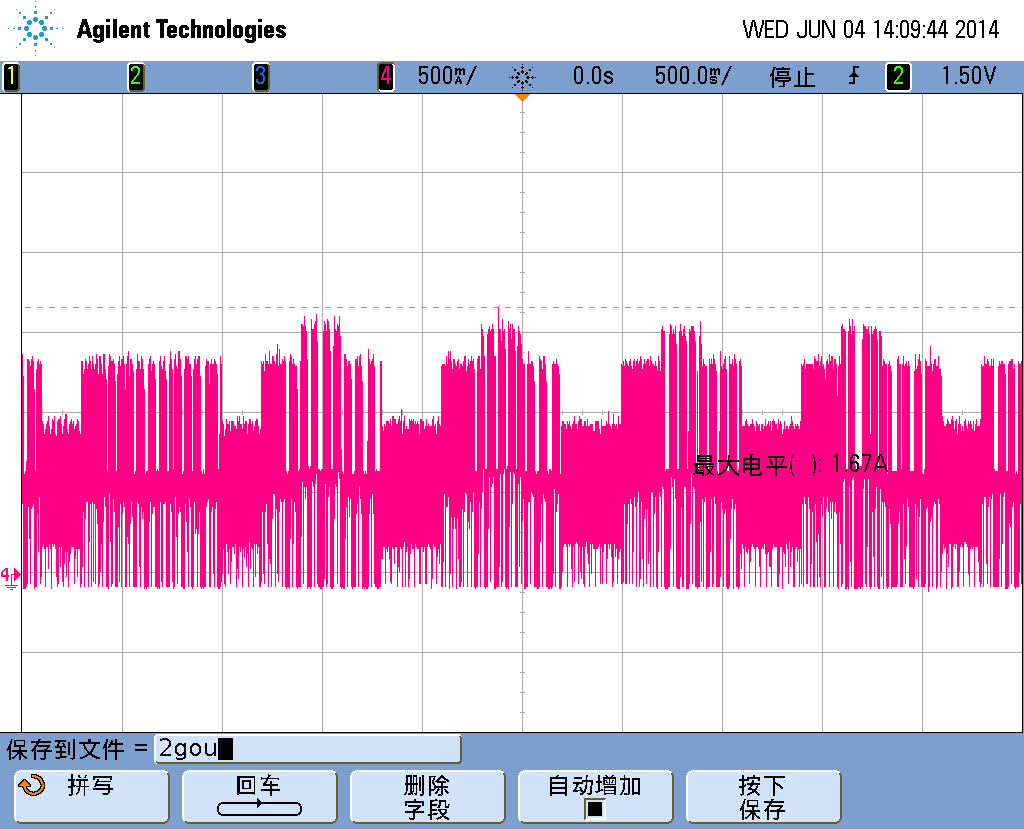 Agilent Technologies
WED JUN 04 14:09:44 2014
1 2 3 4 500mA/ 0.0s 500.0ms/ 停止 2 1.50V
最大电平( ): 1.67A
4
保存到文件 = 2gou
拼写 回车 删除字段 自动增加 按下保存